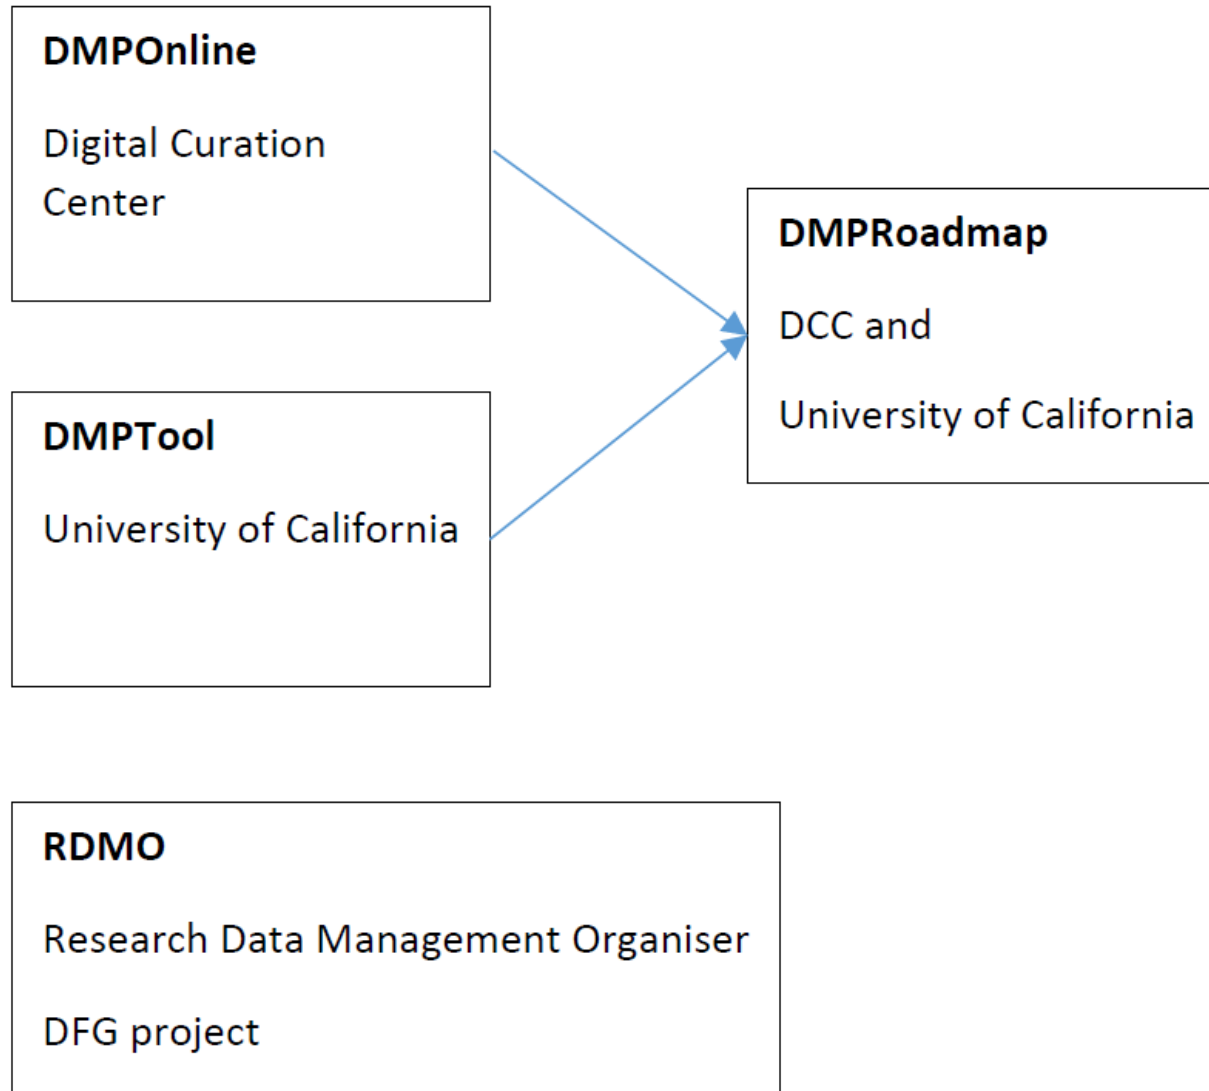 DMPOnline
Digital Curation
Center
DMPTool
University of California
DMPRoadmap
DCC and
University of California
RDMO
Research Data Management Organiser
DFG project